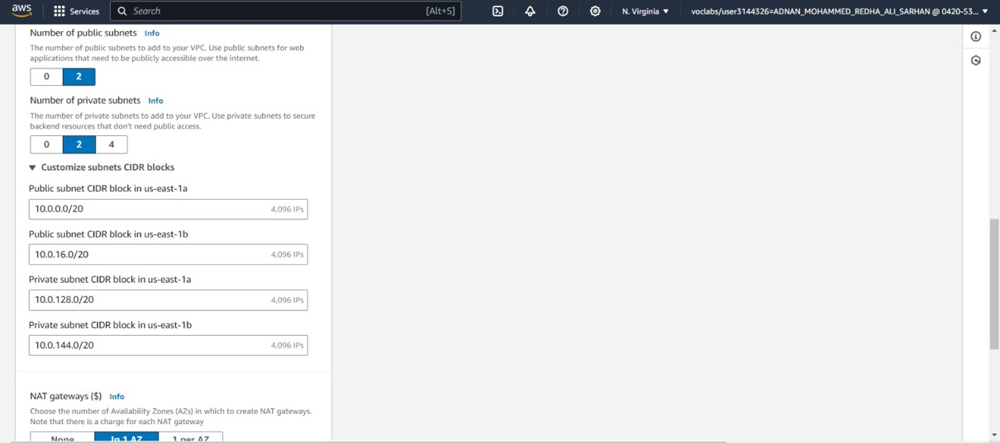 aws Services Search [Alt+S] N. Virginia voclabs/user3144326=ADNAN_MOHAMMED_REDHA_ALI_SARHAN @ 0420-53...
Number of public subnets Info
The number of public subnets to add to your VPC. Use public subnets for web
applications that need to be publicly accessible over the internet.
0 2
Number of private subnets Info
The number of private subnets to add to your VPC. Use private subnets to secure
backend resources that don't need public access.
0 2 4
Customize subnets CIDR blocks
Public subnet CIDR block in us-east-1a
10.0.0.0/20 4,096 IPs
Public subnet CIDR block in us-east-1b
10.0.16.0/20 4,096 IPs
Private subnet CIDR block in us-east-1a
10.0.128.0/20 4,096 IPs
Private subnet CIDR block in us-east-1b
10.0.144.0/20 4,096 IPs
NAT gateways ($) Info
Choose the number of Availability Zones (AZs) in which to create NAT gateways.
Note that there is a charge for each NAT gateway
None In 1 AZ 1 per AZ